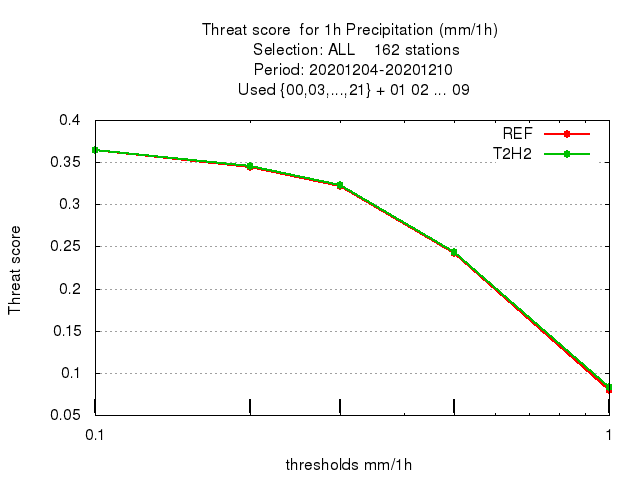 Threat score  for 1h Precipitation (mm/1h)
Selection: ALL    162 stations
Period: 20201204-20201210
Used {00,03,...,21} + 01 02 ... 09
REF
T2H2
Threat score
0.4
0.35
0.3
0.25
0.2
0.15
0.1
0.05
0.1
1
thresholds mm/1h